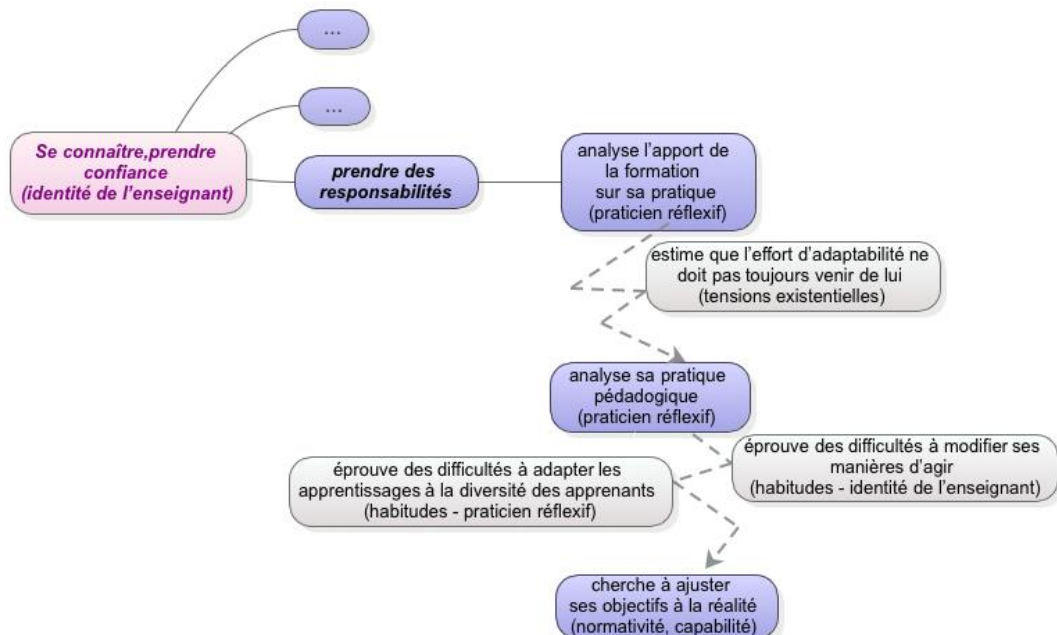 ...
...
Se connaître,prendre
confiance
(identité de l'enseignant)
prendre des
responsabilités
analyse l'apport de
la formation
sur sa pratique
(praticien réflexif)
estime que l'effort d'adaptabilité ne
doit pas toujours venir de lui
(tensions existentielles)
analyse sa pratique
pédadogique
(praticien réflexif)
éprouve des difficultés à modifier ses
manières d'agir
(habitudes - identité de l'enseignant)
éprouve des difficultés à adapter les
apprentissages à la diversité des apprenants
(habitudes - praticien réflexif)
cherche à ajuster
ses objectifs à la réalité
(normativité, capabilité)